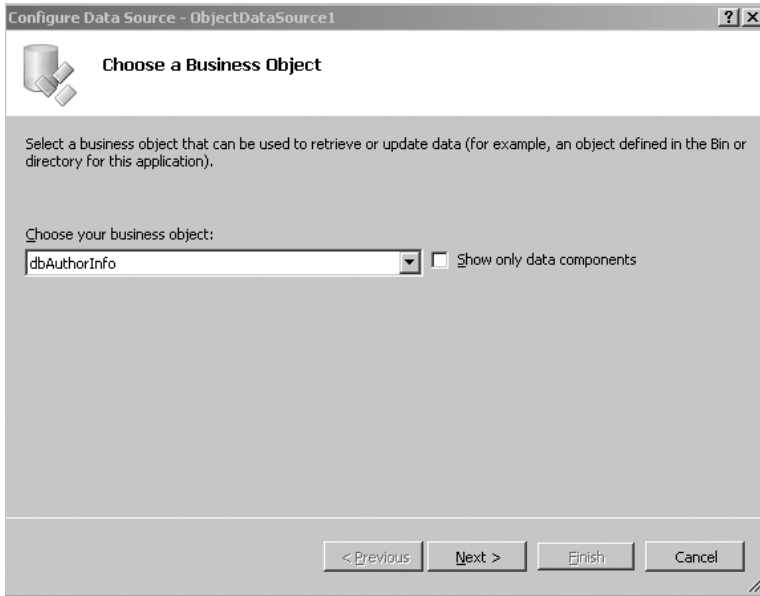 Configure Data Source - ObjectDataSource1
Choose a Business Object
Select a business object that can be used to retrieve or update data (for example, an object defined in the Bin or
directory for this application).
Choose your business object:
dbAuthorInfo
Show only data components
< Previous
Next >
Finish
Cancel